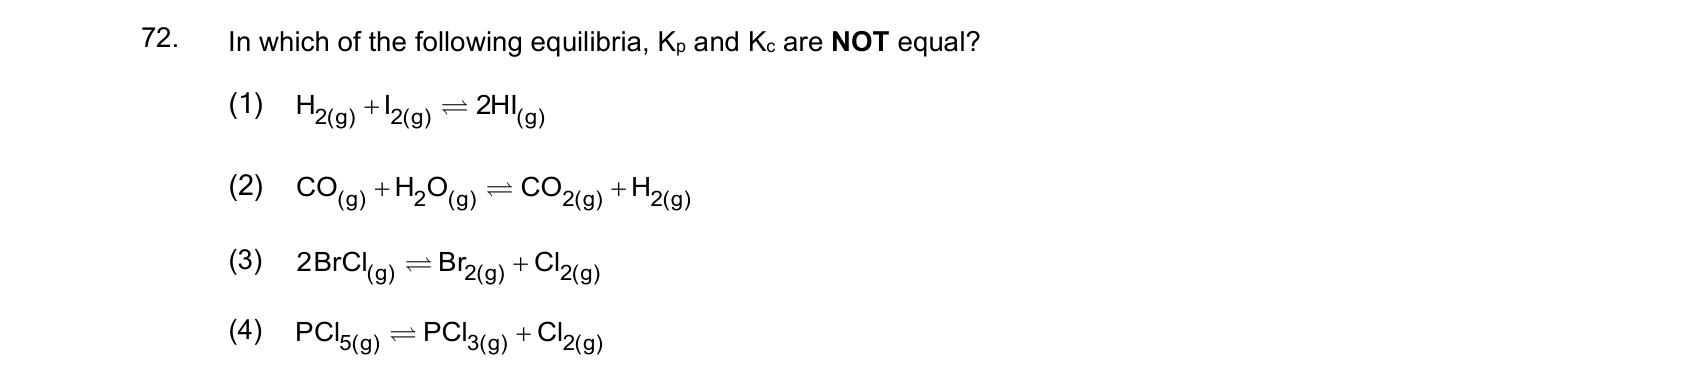 72. In which of the following equilibria, Kₚ and K꜀ are NOT equal?
(1) H₂(g) + I₂(g) ⇌ 2HI(g)
(2) CO(g) + H₂O(g) ⇌ CO₂(g) + H₂(g)
(3) 2BrCl(g) ⇌ Br₂(g) + Cl₂(g)
(4) PCl₅(g) ⇌ PCl₃(g) + Cl₂(g)